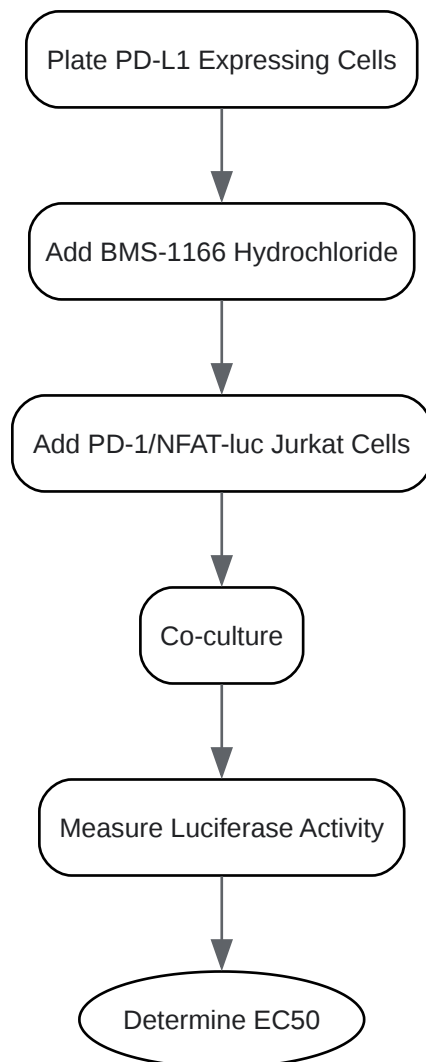 Plate PD-L1 Expressing Cells
Add BMS-1166 Hydrochloride
Add PD-1/NFAT-luc Jurkat Cells
Co-culture
Measure Luciferase Activity
Determine EC50